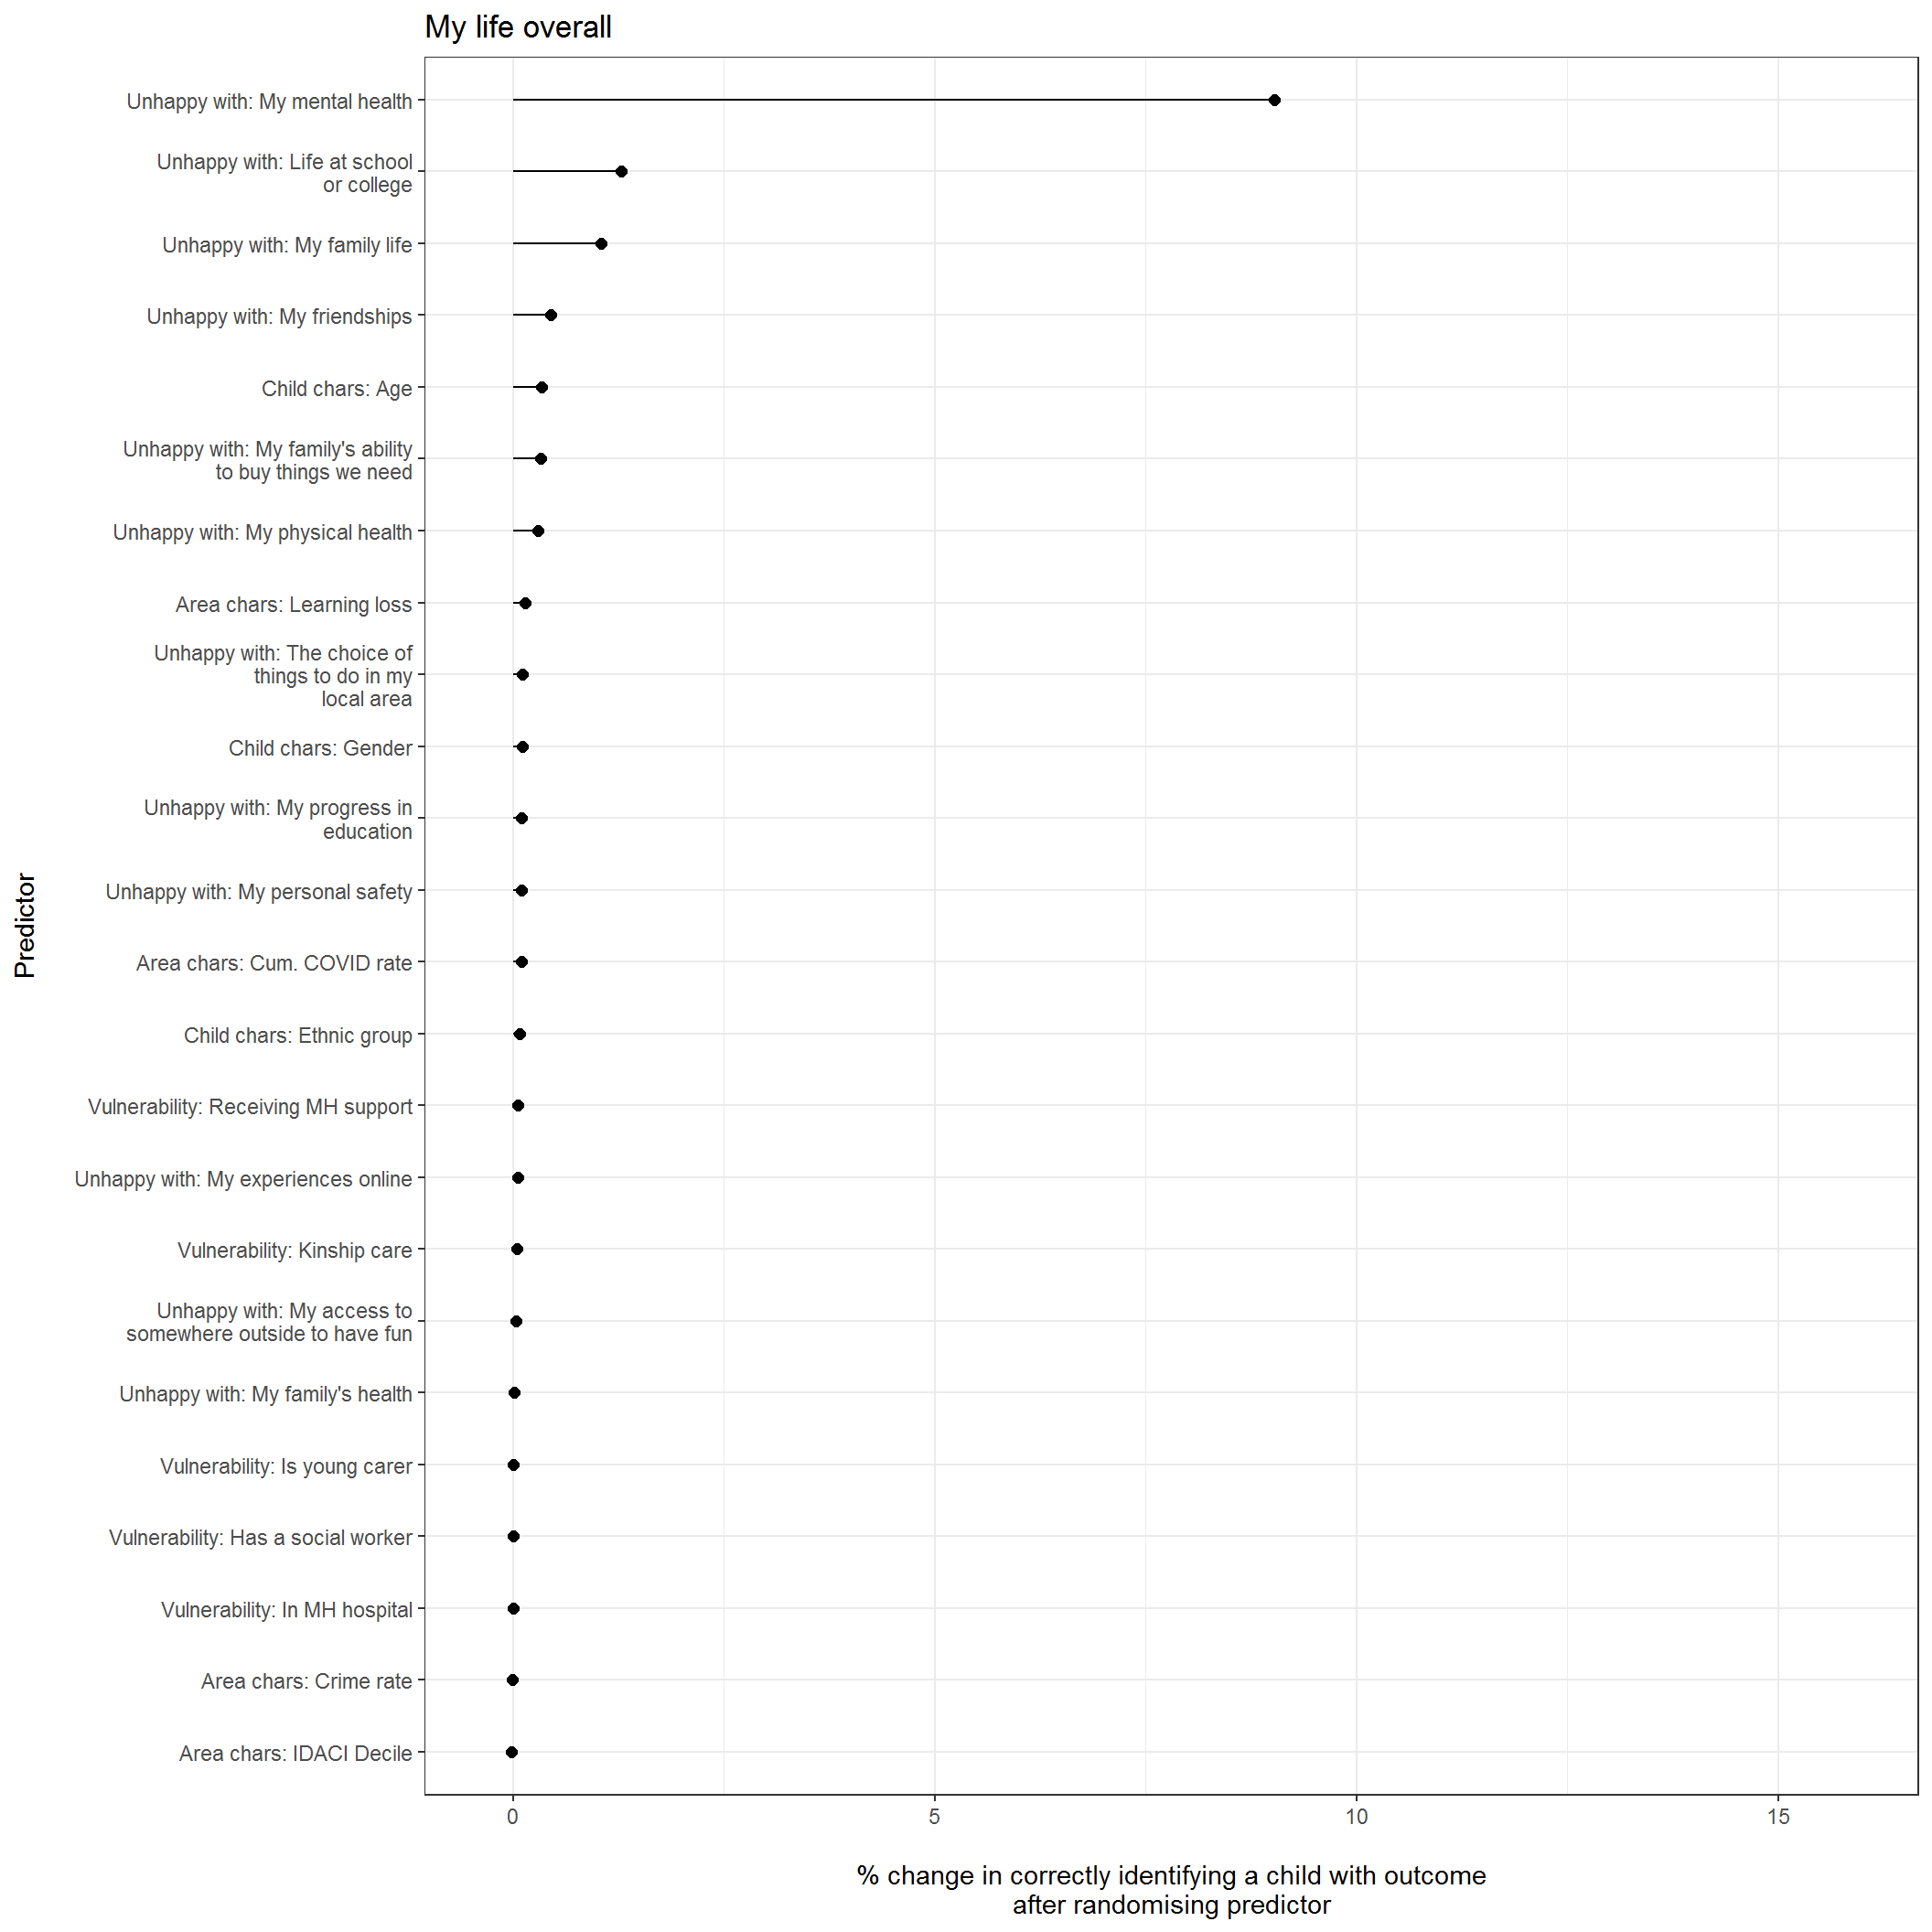 My life overall
Unhappy with: My mental health
Unhappy with: Life at school
or college
Unhappy with: My family life
Unhappy with: My friendships
Child chars: Age
Unhappy with: My family's ability
to buy things we need
Unhappy with: My physical health
Area chars: Learning loss
Unhappy with: The choice of
things to do in my
local area
Child chars: Gender
Unhappy with: My progress in
education
Unhappy with: My personal safety
Area chars: Cum. COVID rate
Child chars: Ethnic group
Vulnerability: Receiving MH support
Unhappy with: My experiences online
Vulnerability: Kinship care
Unhappy with: My access to
somewhere outside to have fun
Unhappy with: My family's health
Vulnerability: Is young carer
Vulnerability: Has a social worker
Vulnerability: In MH hospital
Area chars: Crime rate
Area chars: IDACI Decile
Predictor
0 5 10 15
% change in correctly identifying a child with outcome
after randomising predictor